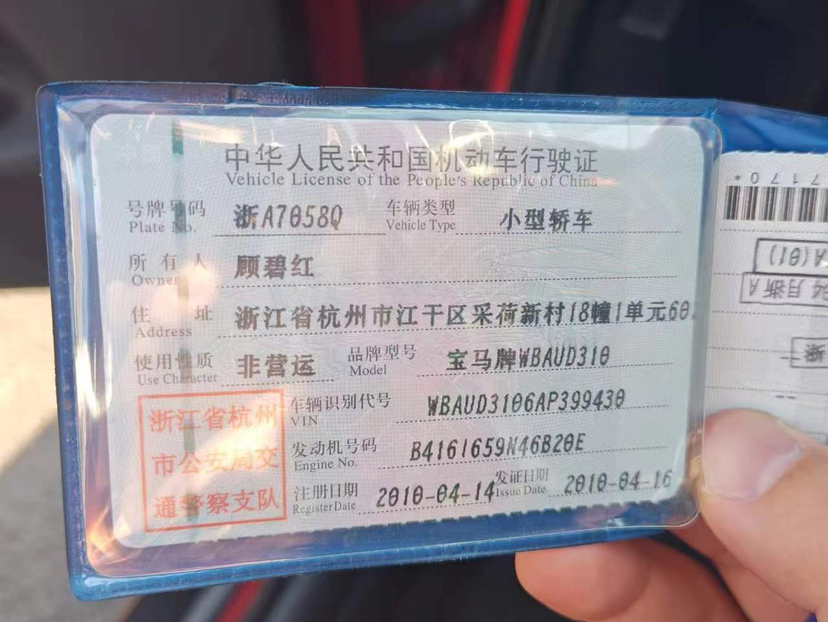 中华人民共和国机动车行驶证
Vehicle License of the People's Republic of China
号牌号码 浙A7058Q 车辆类型 小型轿车
Plate No. Vehicle Type
所有人 顾碧红
Owner
住址 浙江省杭州市江干区采荷新村18幢1单元60
Address
使用性质 非营运 品牌型号 宝马牌WBAUD310
Use Character Model
浙江省杭州
市公安局交
通警察支队
车辆识别代号 WBAUD3106AP399430
VIN
发动机号码 B4161659N46B20E
Engine No.
注册日期 2010-04-14 发证日期 2010-04-16
Register Date Issue Date
7170*
A(01)
月浙A